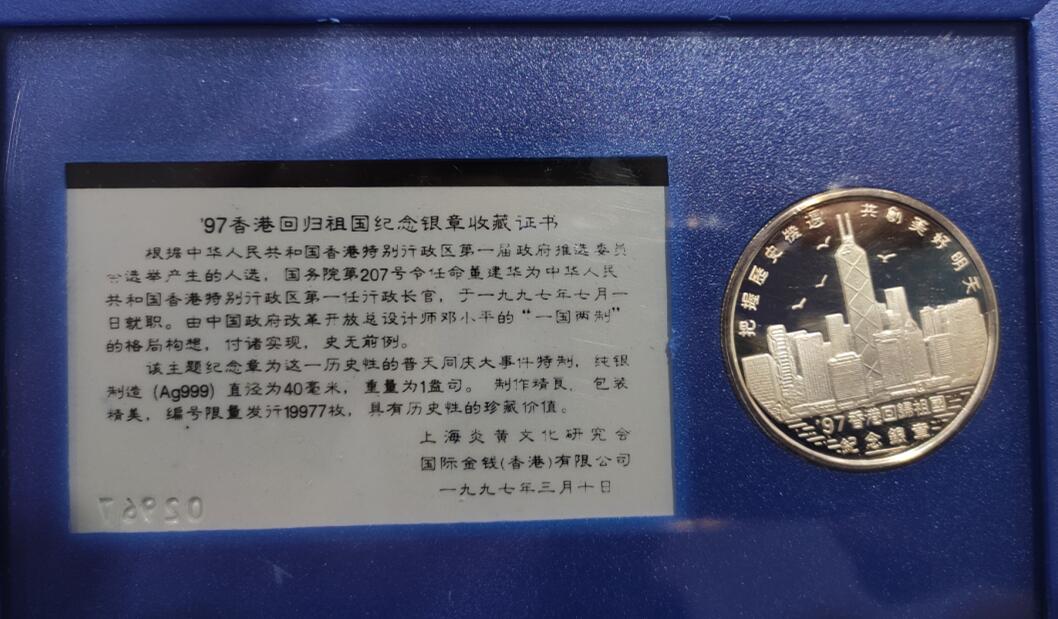 '97香港回归祖国纪念银章收藏证书
根据中华人民共和国香港特别行政区第一届政府推选委员
会选举产生的人选，国务院第207号令任命董建华为中华人民
共和国香港特别行政区第一任行政长官，于一九九七年七月一
日就职。由中国政府改革开放总设计师邓小平的“一国两制”
的格局构想，付诸实现，史无前例。
该主题纪念章为这一历史性的普天同庆大事件特制，纯银
制造（Ag999）直径为40毫米，重量为1盎司。制作精良，包装
精美，编号限量发行19977枚，具有历史性的珍藏价值。
上海炎黄文化研究会
国际金钱(香港)有限公司
一九九七年三月十日
02967
把握歷史機遇 共創美好明天
'97香港回歸祖國
紀念銀章